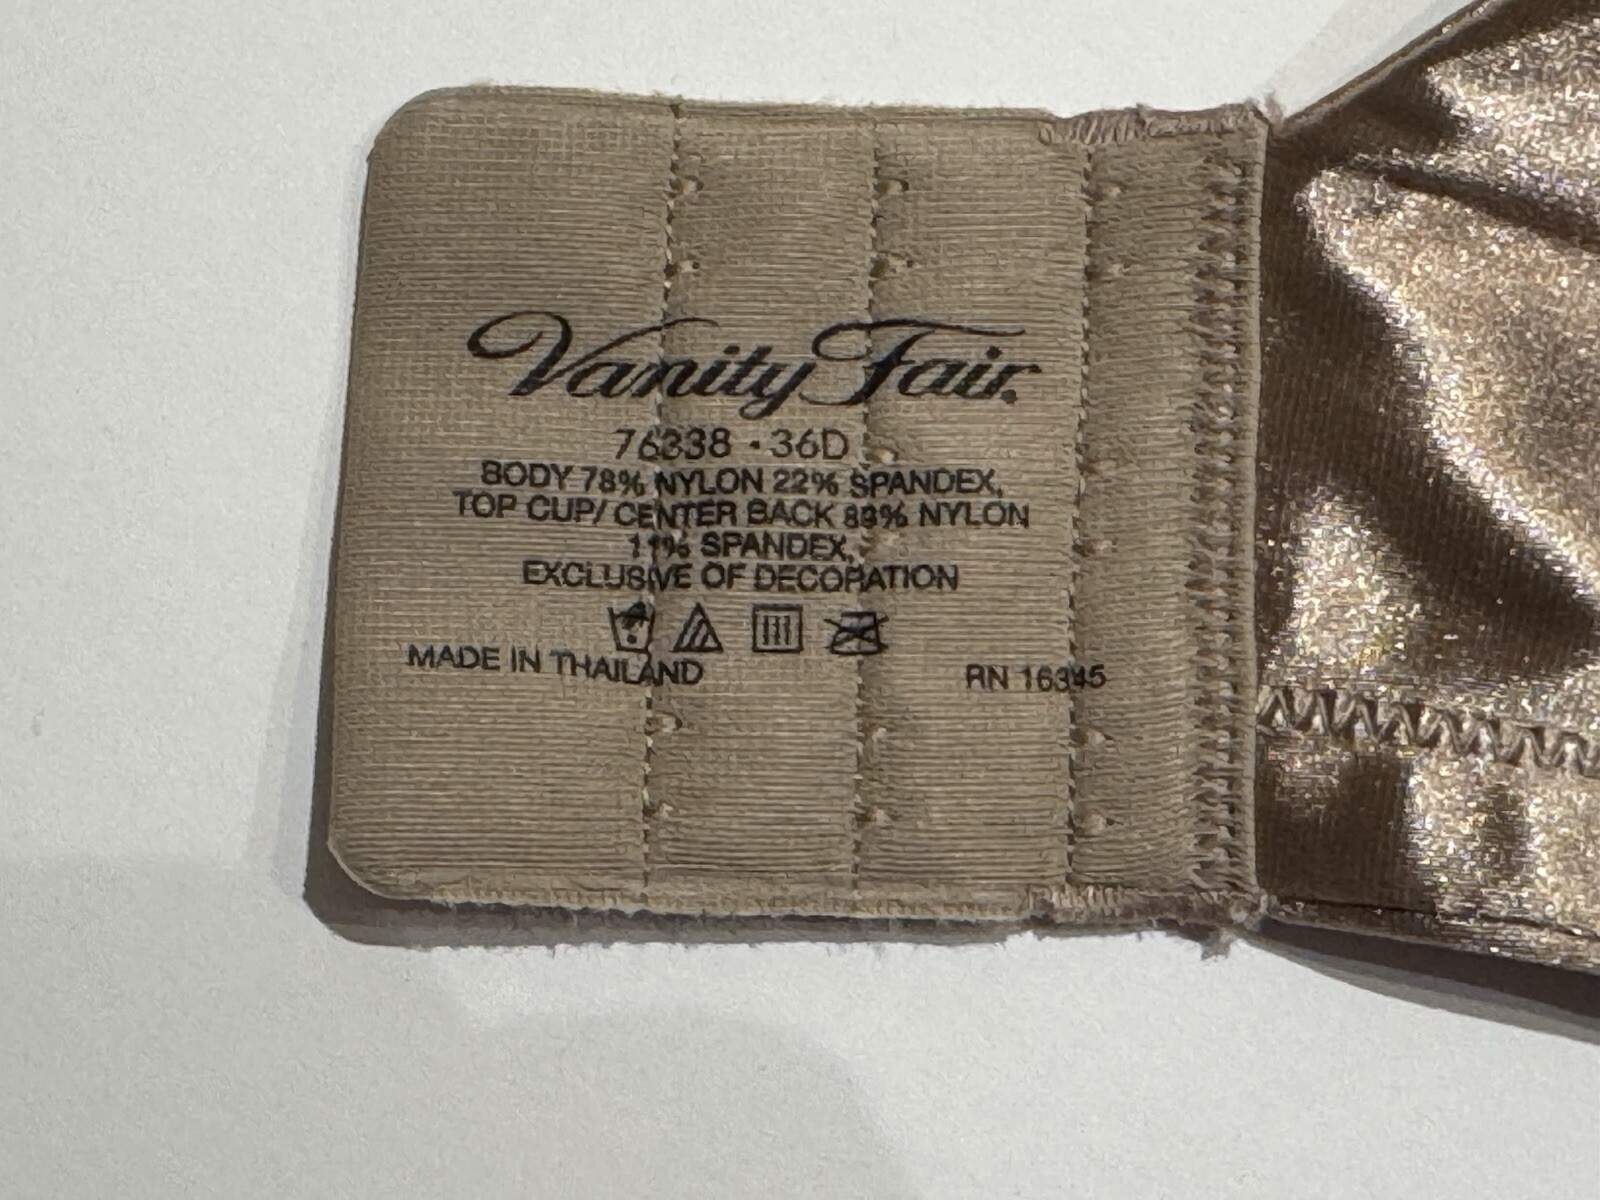 Vanity Fair.
76338 • 36D
BODY 78% NYLON 22% SPANDEX,
TOP CUP/ CENTER BACK 89% NYLON
11% SPANDEX,
EXCLUSIVE OF DECORATION
MADE IN THAILAND RN 16345